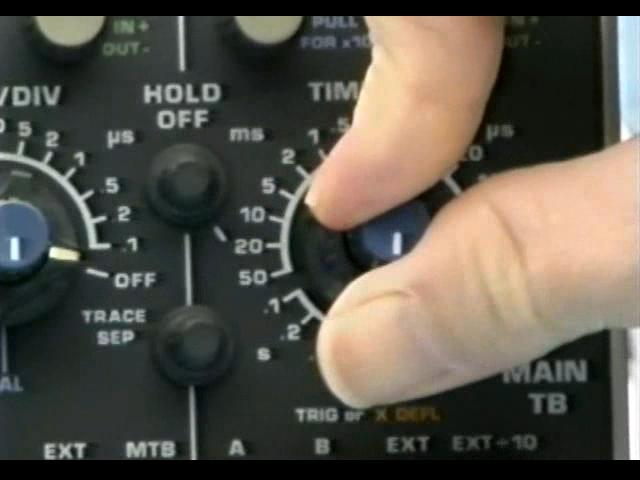 IN+ PULL N+
OUT- FOR x10 OUT-
/DIV HOLD TIM
OFF
5 2 1 µs ms 1 .5 µs
.5 2
.2 5
.1 10
OFF 20
50
TRACE .1
SEP .2
s
MAIN
TB
AL
TRIG or X DEFL
EXT MTB A B EXT EXT÷10